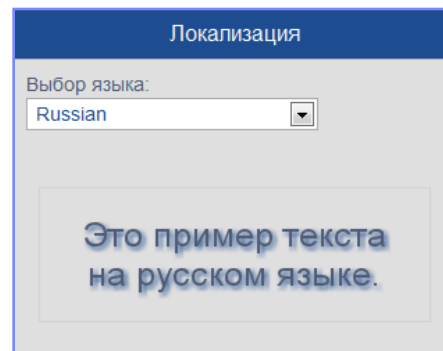 Локализация
Выбор языка:
Russian
Это пример текста
на русском языке.